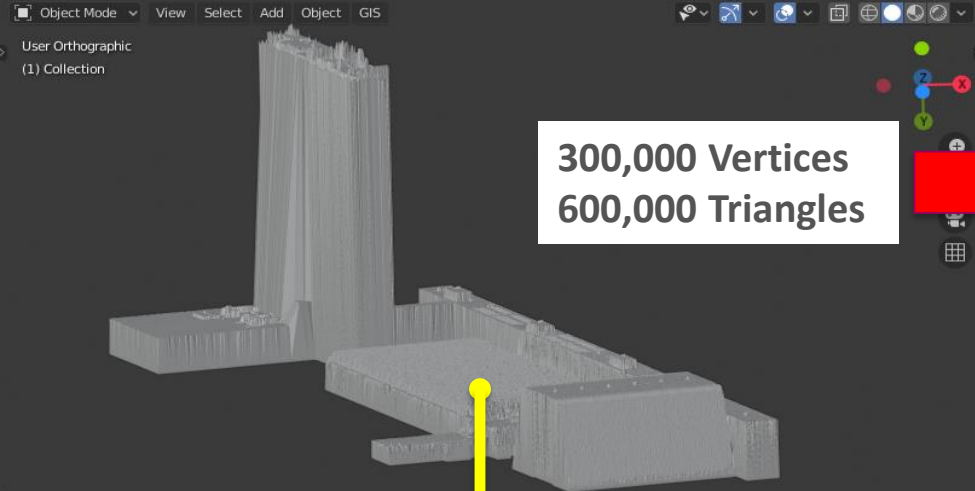 Object Mode View Select Add Object GIS
User Orthographic
(1) Collection
Z
X
Y
300,000 Vertices
600,000 Triangles